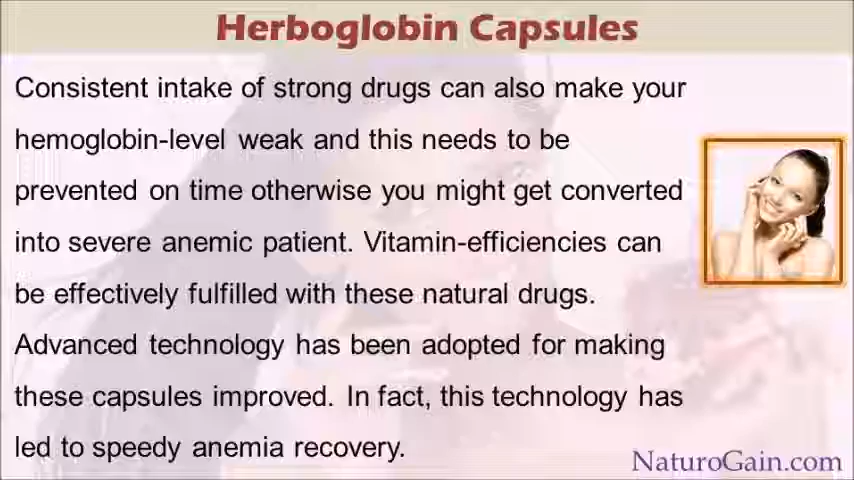 Herboglobin Capsules
Consistent intake of strong drugs can also make your
hemoglobin-level weak and this needs to be
prevented on time otherwise you might get converted
into severe anemic patient. Vitamin-efficiencies can
be effectively fulfilled with these natural drugs.
Advanced technology has been adopted for making
these capsules improved. In fact, this technology has
led to speedy anemia recovery.
NaturoGain.com